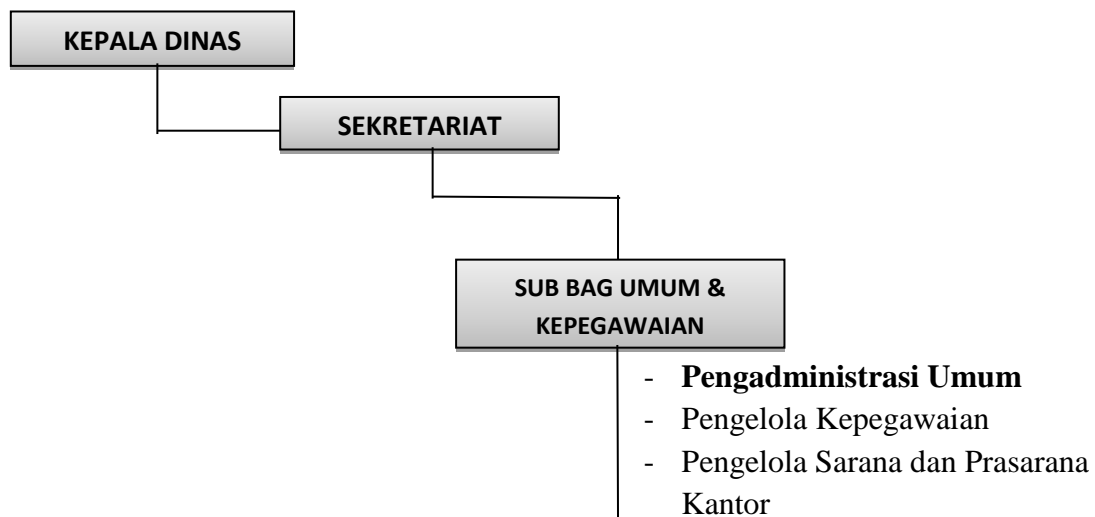 KEPALA DINAS
SEKRETARIAT
SUB BAG UMUM &
KEPEGAWAIAN
- Pengadministrasi Umum
- Pengelola Kepegawaian
- Pengelola Sarana dan Prasarana
Kantor